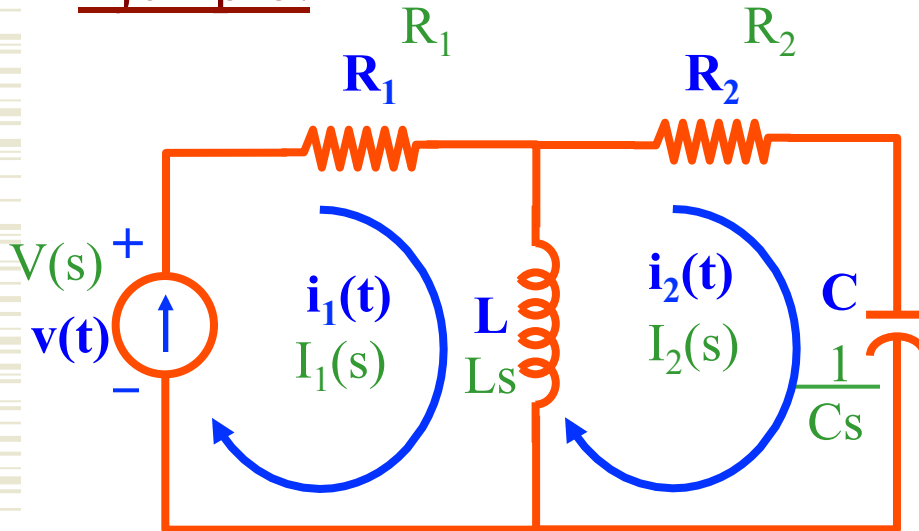 R₁ R₂
R₁ R₂
V(s) +
v(t)
−
i₁(t)
I₁(s)
L
Ls
i₂(t)
I₂(s)
C
1
Cs